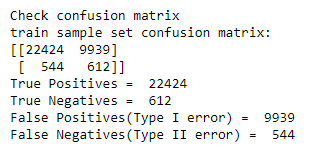 Check confusion matrix
train sample set confusion matrix:
[[22424  9939]
 [  544   612]]
True Positives =  22424
True Negatives =  612
False Positives(Type I error) =  9939
False Negatives(Type II error) =  544